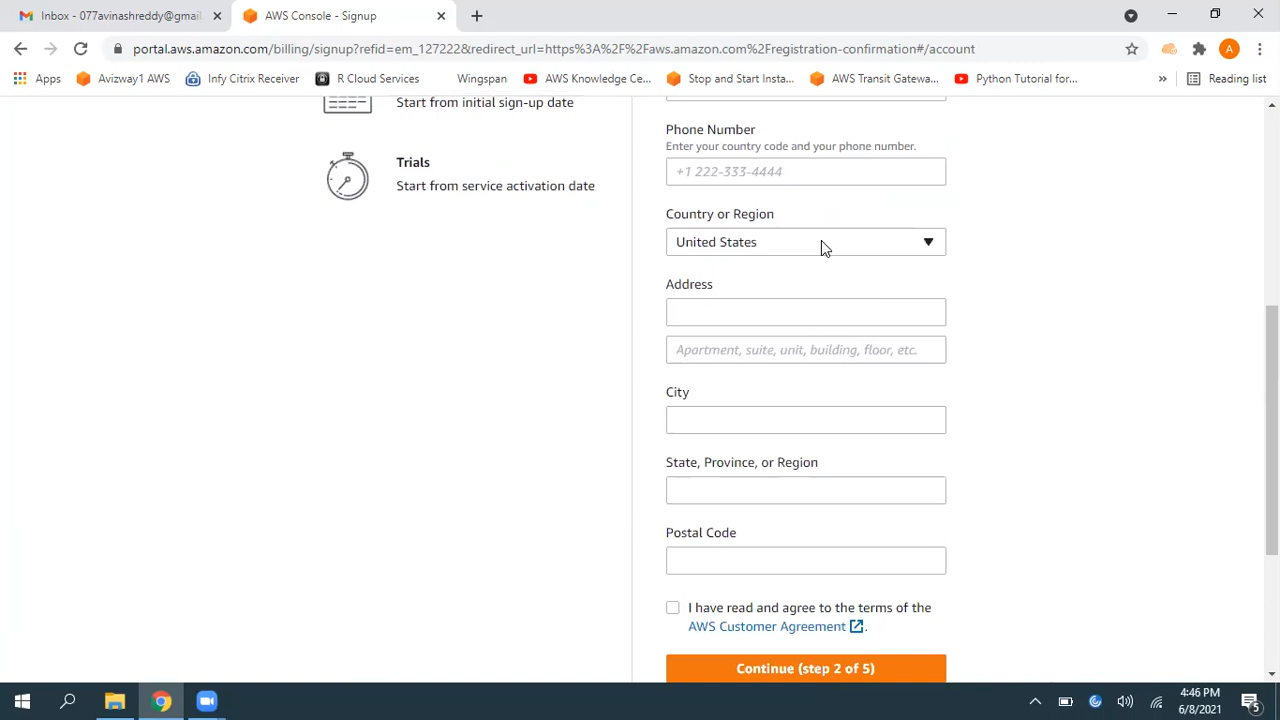 Inbox - 077avinashreddy@gmail.
AWS Console - Signup
portal.aws.amazon.com/billing/signup?refid=em_127222&redirect_url=https%3A%2F%2Faws.amazon.com%2Fregistration-confirmation#/account
A
Apps
Avizway1 AWS
Infy Citrix Receiver
R Cloud Services
Wingspan
AWS Knowledge Ce...
Stop and Start Insta...
AWS Transit Gatewa...
Python Tutorial for...
»
Reading list
Start from initial sign-up date
Trials
Start from service activation date
Phone Number
Enter your country code and your phone number.
+1 222-333-4444
Country or Region
United States
Address
Apartment, suite, unit, building, floor, etc.
City
State, Province, or Region
Postal Code
I have read and agree to the terms of the
AWS Customer Agreement .
Continue (step 2 of 5)
4:46 PM
6/8/2021
5